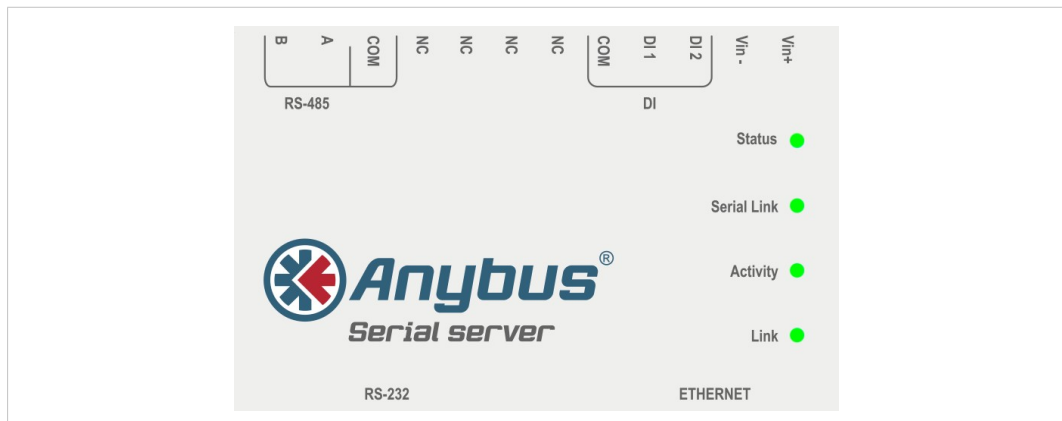 B A COM NC NC NC NC COM DI 1 DI 2 Vin - Vin+
RS-485 DI
Status
Serial Link
Activity
Anybus®
Serial server
Link
RS-232 ETHERNET